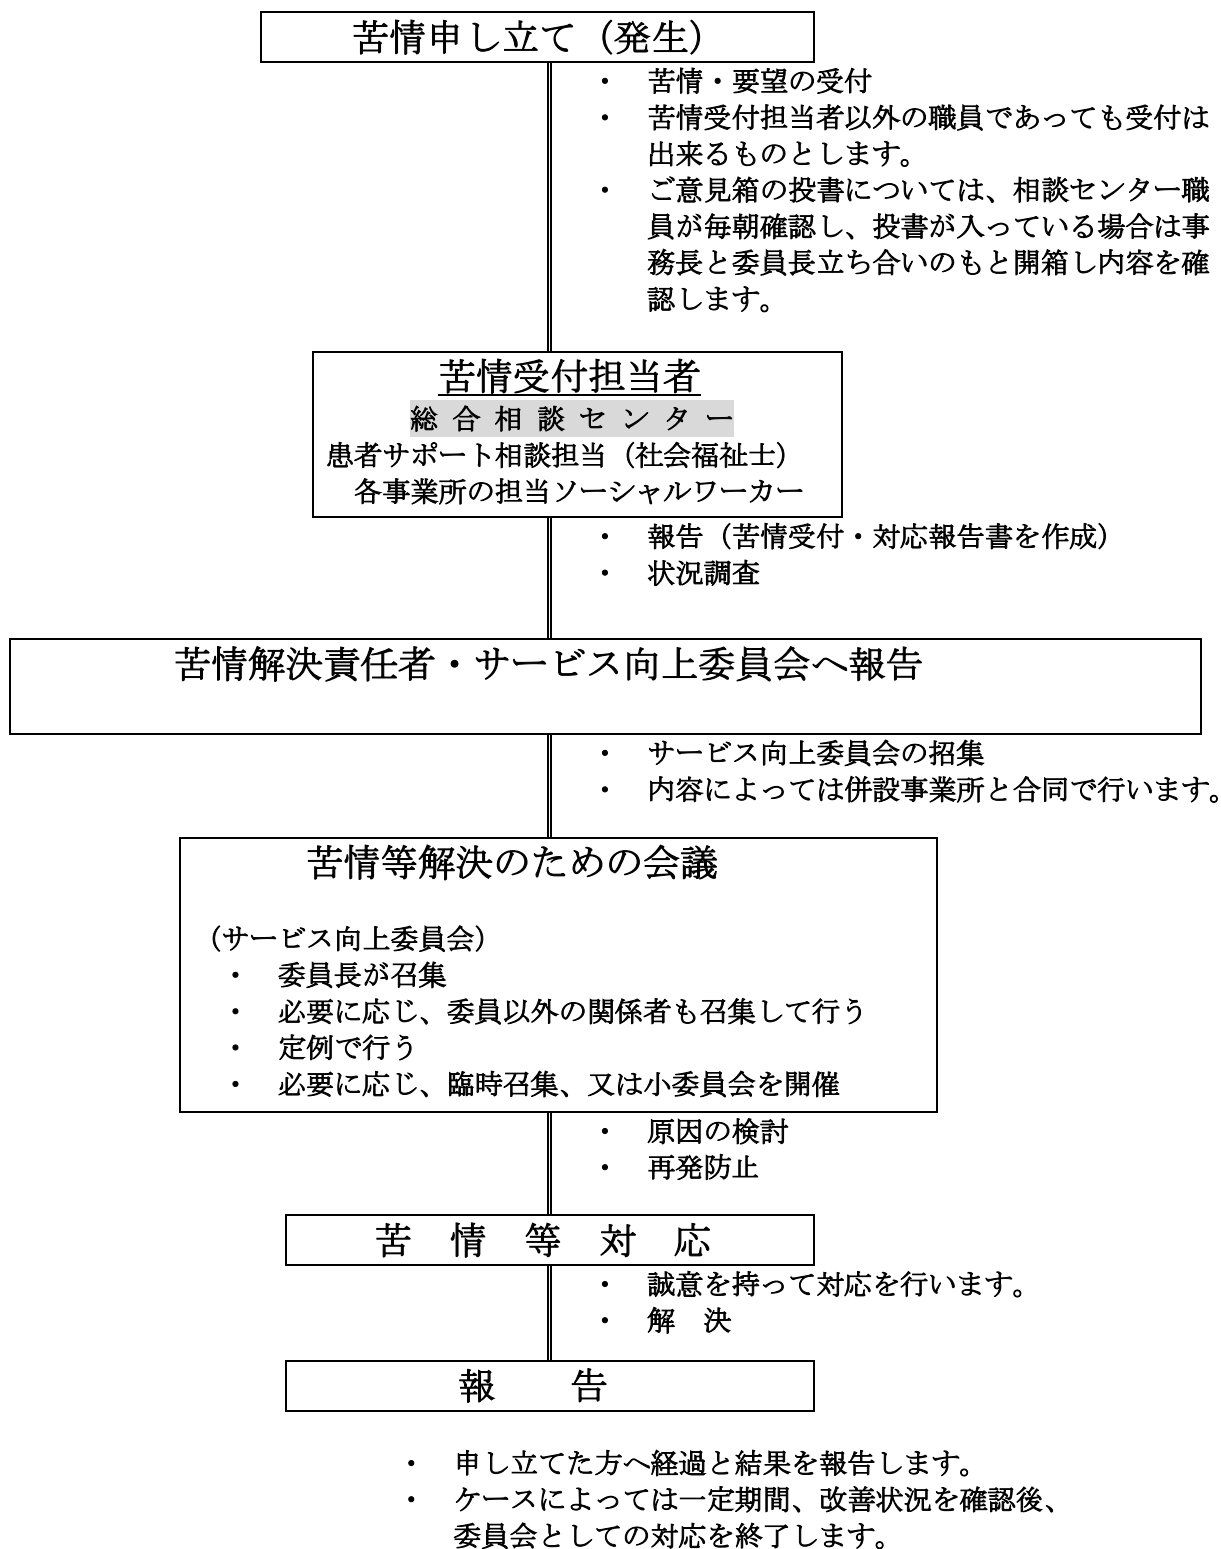 苦情申し立て（発生）
・　苦情・要望の受付
・　苦情受付担当者以外の職員であっても受付は
出来るものとします。
・　ご意見箱の投書については、相談センター職
員が毎朝確認し、投書が入っている場合は事
務長と委員長立ち合いのもと開箱し内容を確
認します。
苦情受付担当者
総合相談センター
患者サポート相談担当（社会福祉士）
各事業所の担当ソーシャルワーカー
・　報告（苦情受付・対応報告書を作成）
・　状況調査
苦情解決責任者・サービス向上委員会へ報告
・　サービス向上委員会の招集
・　内容によっては併設事業所と合同で行います。
苦情等解決のための会議
（サービス向上委員会）
・　委員長が召集
・　必要に応じ、委員以外の関係者も召集して行う
・　定例で行う
・　必要に応じ、臨時召集、又は小委員会を開催
・　原因の検討
・　再発防止
苦　情　等　対　応
・　誠意を持って対応を行います。
・　解　決
報　　告
・　申し立てた方へ経過と結果を報告します。
・　ケースによっては一定期間、改善状況を確認後、
委員会としての対応を終了します。